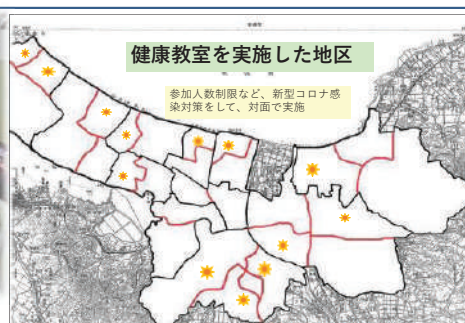 健康教室を実施した地区
参加人数制限など、新型コロナ感
染対策をして、対面で実施